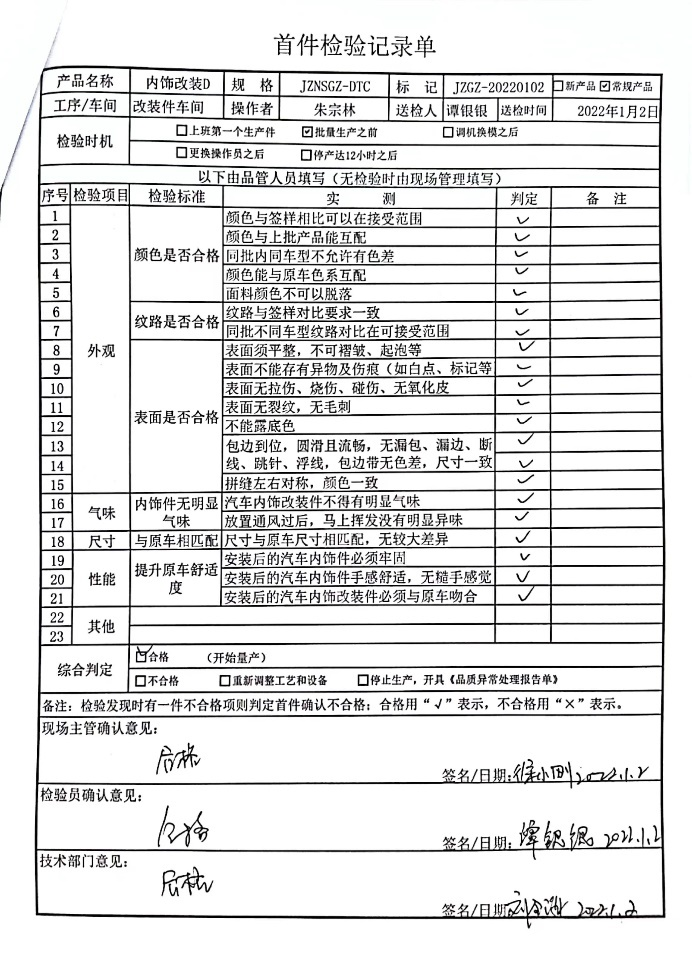 首件检验记录单
产品名称 内饰改装D 规 格 JZNSGZ-DTC 标 记 JZGZ-20220102 □新产品 ☑常规产品
工序/车间 改装件车间 操作者 朱宗林 送检人 谭银银 送检时间 2022年1月2日
检验时机 □上班第一个生产件 ☑批量生产之前 □调机换模之后
□更换操作员之后 □停产达12小时之后
以下由品管人员填写（无检验时由现场管理填写）
序号 检验项目 检验标准 实 测 判定 备 注
1 外观 颜色是否合格 颜色与签样相比可以在接受范围 ✓
2 颜色与上批产品能互配 ✓
3 同批内同车型不允许有色差 ✓
4 颜色能与原车色系互配 ✓
5 面料颜色不可以脱落 ✓
6 纹路是否合格 纹路与签样对比要求一致 ✓
7 同批不同车型纹路对比在可接受范围 ✓
8 表面是否合格 表面须平整，不可褶皱、起泡等 ✓
9 表面不能存有异物及伤痕（如白点、标记等 ✓
10 表面无拉伤、烧伤、碰伤、无氧化皮 ✓
11 表面无裂纹，无毛刺 ✓
12 不能露底色 ✓
13 包边到位，圆滑且流畅，无漏包、漏边、断 ✓
14 线、跳针、浮线，包边带无色差，尺寸一致 ✓
15 拼缝左右对称，颜色一致 ✓
16 气味 内饰件无明显气味 汽车内饰改装件不得有明显气味 ✓
17 放置通风过后，马上挥发没有明显异味 ✓
18 尺寸 与原车相匹配 尺寸与原车尺寸相匹配，无较大差异 ✓
19 性能 提升原车舒适度 安装后的汽车内饰件必须牢固 ✓
20 安装后的汽车内饰件手感舒适，无糙手感觉 ✓
21 安装后的汽车内饰改装件必须与原车吻合 ✓
22 其他
23
综合判定 ☑合格 （开始量产）
□不合格 □重新调整工艺和设备 □停止生产，开具《品质异常处理报告单》
备注：检验发现时有一件不合格项则判定首件确认不合格；合格用“√”表示，不合格用“×”表示。
现场主管确认意见：
合格
签名/日期：徐小刚 2022.1.2
检验员确认意见：
合格
签名/日期：谭银银 2022.1.2
技术部门意见：
合格
签名/日期 2022.1.2